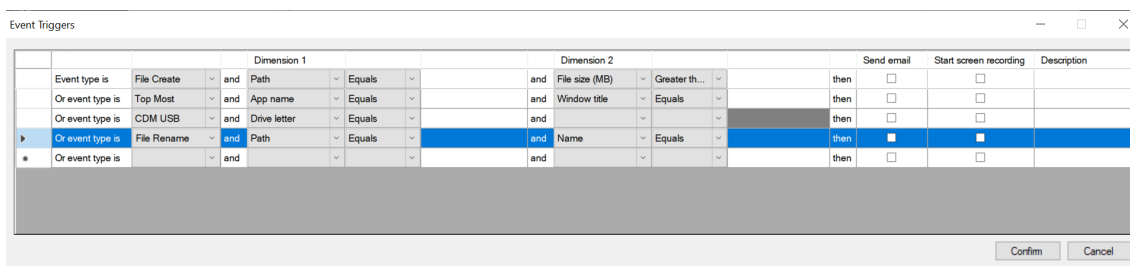 Event Triggers
Dimension 1 Dimension 2 Send email Start screen recording Description
Event type is File Create and Path Equals and File size (MB) Greater th... then
Or event type is Top Most and App name Equals and Window title Equals then
Or event type is CDM USB and Drive letter Equals and then
Or event type is File Rename and Path Equals and Name Equals then
Or event type is and and then
Confirm Cancel